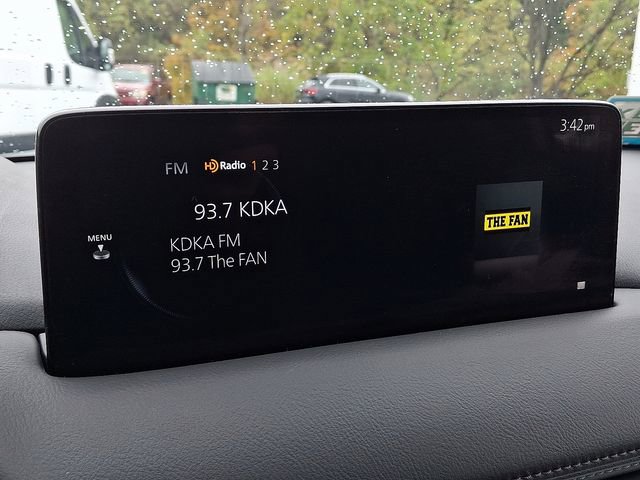 3:42 pm
FM HD Radio 1 2 3
93.7 KDKA
KDKA FM
93.7 The FAN
MENU
THE FAN